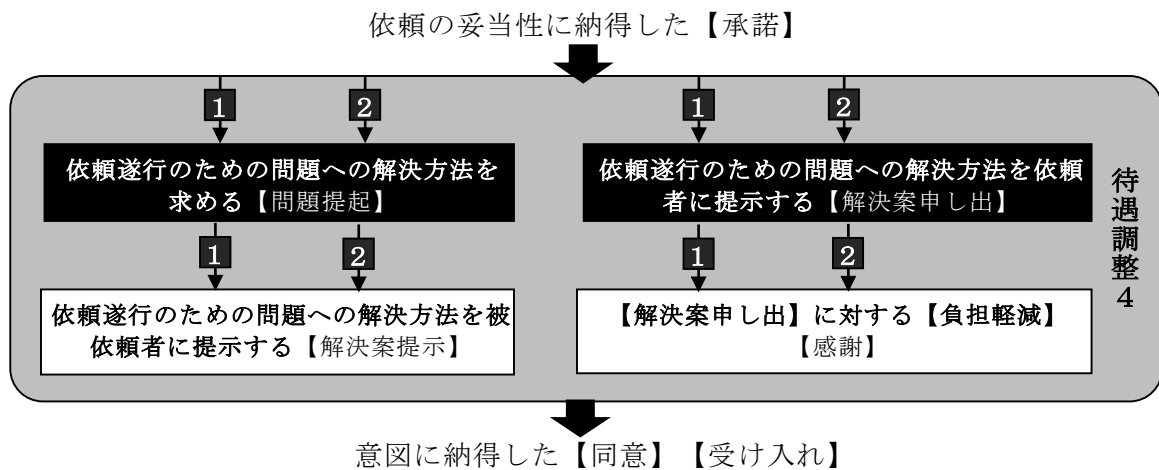 依頼の妥当性に納得した【承諾】
1
2
1
2
依頼遂行のための問題への解決方法を
求める【問題提起】
依頼遂行のための問題への解決方法を依頼
者に提示する【解決案申し出】
1
2
1
2
依頼遂行のための問題への解決方法を被
依頼者に提示する【解決案提示】
【解決案申し出】に対する【負担軽減】
【感謝】
待遇調整4
意図に納得した【同意】【受け入れ】